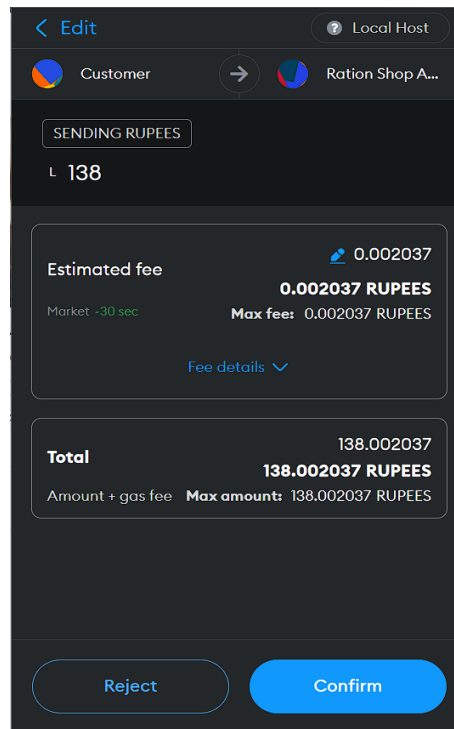 Edit
? Local Host
Customer
Ration Shop A...
SENDING RUPEES
L 138
0.002037
Estimated fee
0.002037 RUPEES
Market ~30 sec
Max fee: 0.002037 RUPEES
Fee details
138.002037
Total
138.002037 RUPEES
Amount + gas fee Max amount: 138.002037 RUPEES
Reject
Confirm